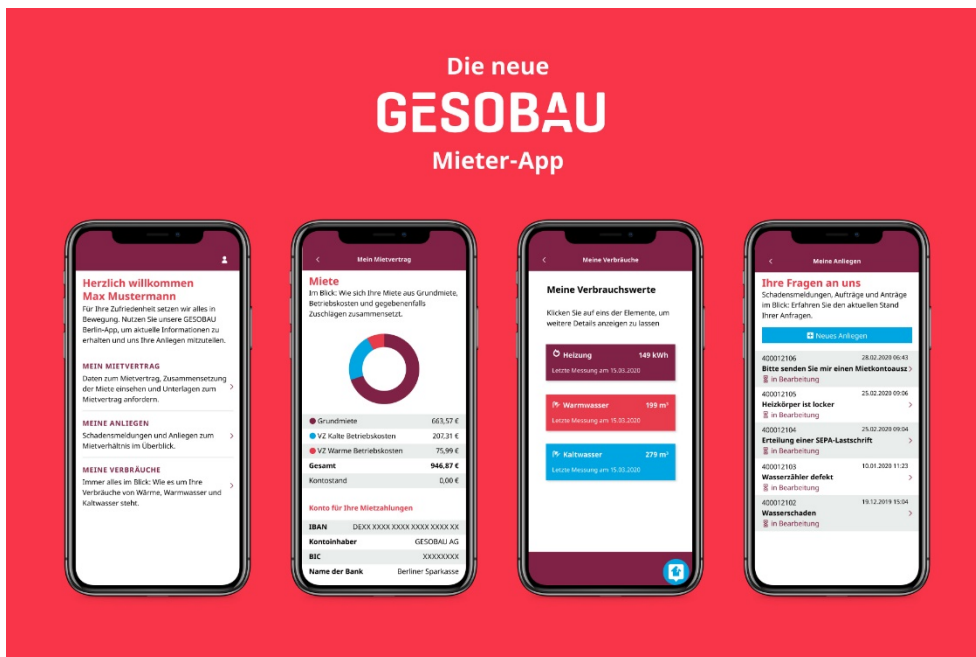 Die neue
GESOBAU
Mieter-App
Herzlich willkommen
Max Mustermann
Für Ihre Zufriedenheit setzen wir alles in
Bewegung. Nutzen Sie unsere GESOBAU
Berlin-App, um aktuelle Informationen zu
erhalten und uns Ihre Anliegen mitzuteilen.
MEIN MIETVERTRAG
Daten zum Mietvertrag, Zusammensetzung
der Miete einsehen und Unterlagen zum
Mietvertrag anfordern.
MEINE ANLIEGEN
Schadensmeldungen und Anliegen zum
Mietverhältnis im Überblick.
MEINE VERBRÄUCHE
Immer alles im Blick: Wie es um Ihre
Verbräuche von Wärme, Warmwasser und
Kaltwasser steht.
Mein Mietvertrag
Miete
Im Blick: Wie sich Ihre Miete aus Grundmiete,
Betriebskosten und gegebenenfalls
Zuschlägen zusammensetzt.
Grundmiete 663,57 €
VZ Kalte Betriebskosten 207,31 €
VZ Warme Betriebskosten 75,99 €
Gesamt 946,87 €
Kontostand 0,00 €
Konto für Ihre Mietzahlungen
IBAN DEXX XXXX XXXX XXXX XXXX XX
Kontoinhaber GESOBAU AG
BIC XXXXXXXX
Name der Bank Berliner Sparkasse
Meine Verbräuche
Meine Verbrauchswerte
Klicken Sie auf eins der Elemente, um
weitere Details anzeigen zu lassen
Heizung 149 kWh
Letzte Messung am 15.03.2020
Warmwasser 199 m³
Letzte Messung am 15.03.2020
Kaltwasser 279 m³
Letzte Messung am 15.03.2020
Meine Anliegen
Ihre Fragen an uns
Schadensmeldungen, Aufträge und Anträge
im Blick: Erfahren Sie den aktuellen Stand
Ihrer Anfragen.
Neues Anliegen
400012106 28.02.2020 06:43
Bitte senden Sie mir einen Mietkontoausz
in Bearbeitung
400012105 25.02.2020 09:06
Heizkörper ist locker
in Bearbeitung
400012104 25.02.2020 09:04
Erteilung einer SEPA-Lastschrift
in Bearbeitung
400012103 10.01.2020 11:23
Wasserzähler defekt
in Bearbeitung
400012102 19.12.2019 15:04
Wasserschaden
in Bearbeitung